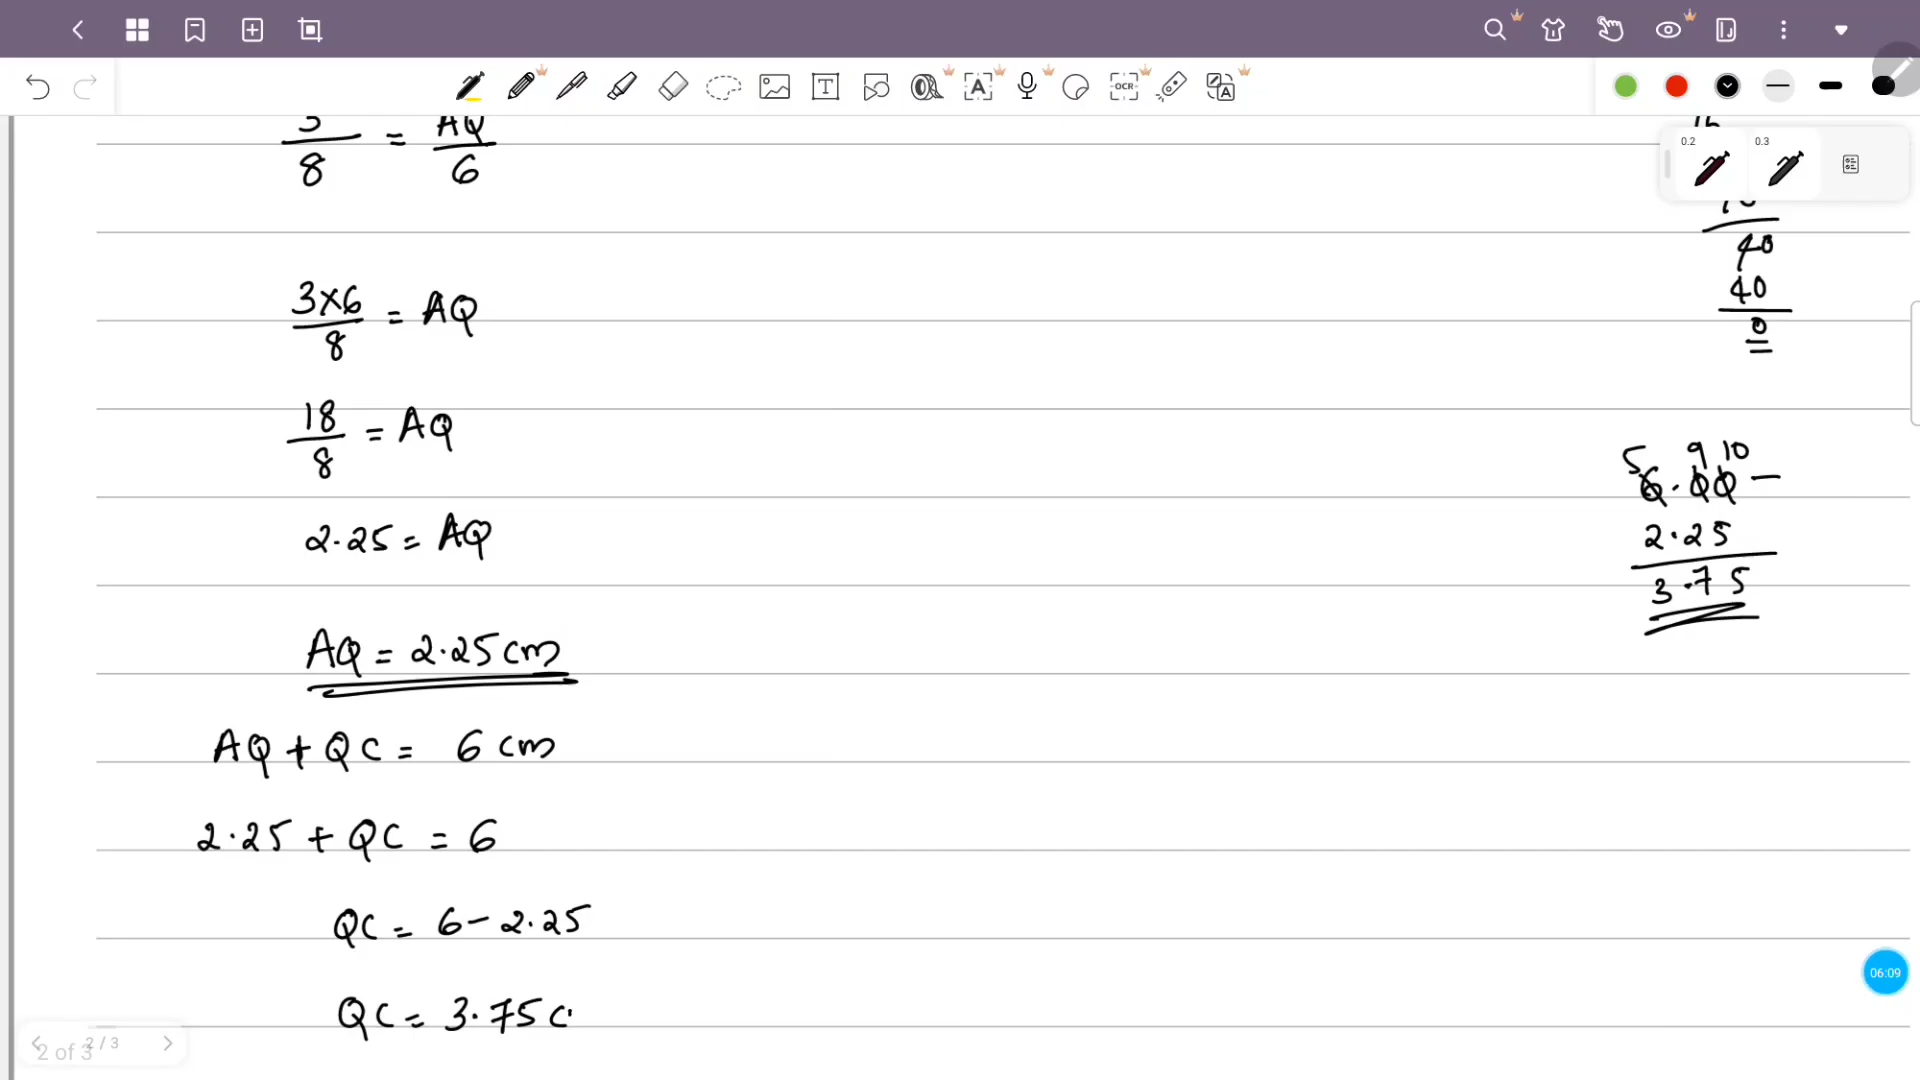 OCR
0.2 0.3
3/8 = AQ/6
3×6/8 = AQ
18/8 = AQ
2.25 = AQ
AQ = 2.25 cm
AQ + QC = 6 cm
2.25 + QC = 6
QC = 6 - 2.25
QC = 3.75 c
40
40
0
5 9 10
6.00 -
2.25
3.75
06:09
2 / 3
2 of 3